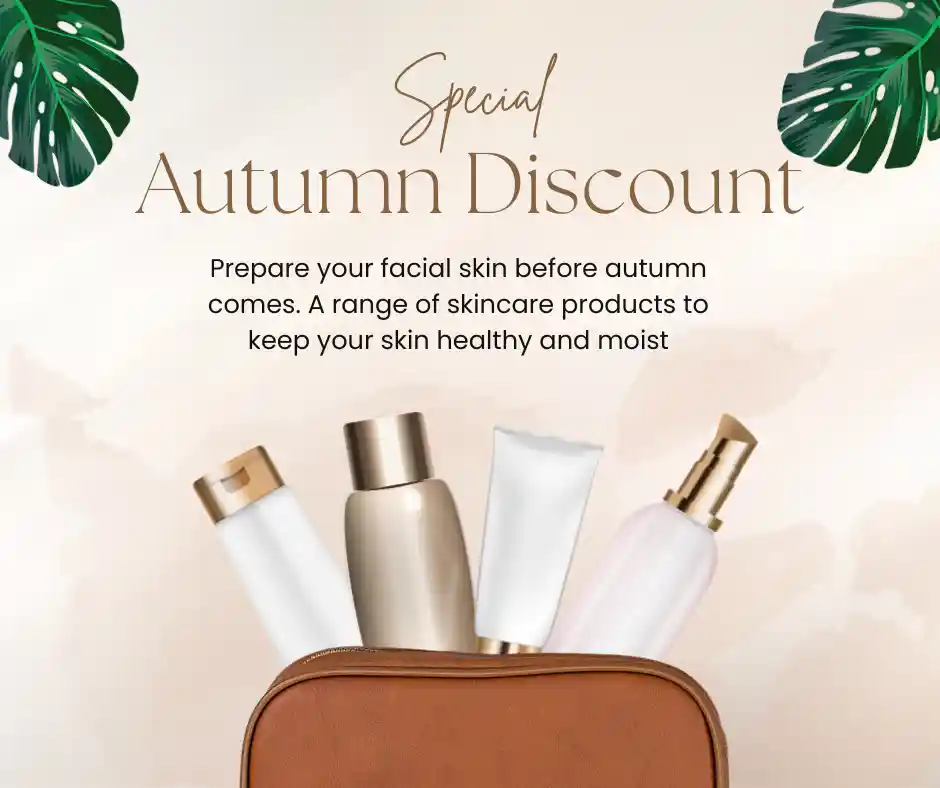 Special
Autumn Discount
Prepare your facial skin before autumn
comes. A range of skincare products to
keep your skin healthy and moist